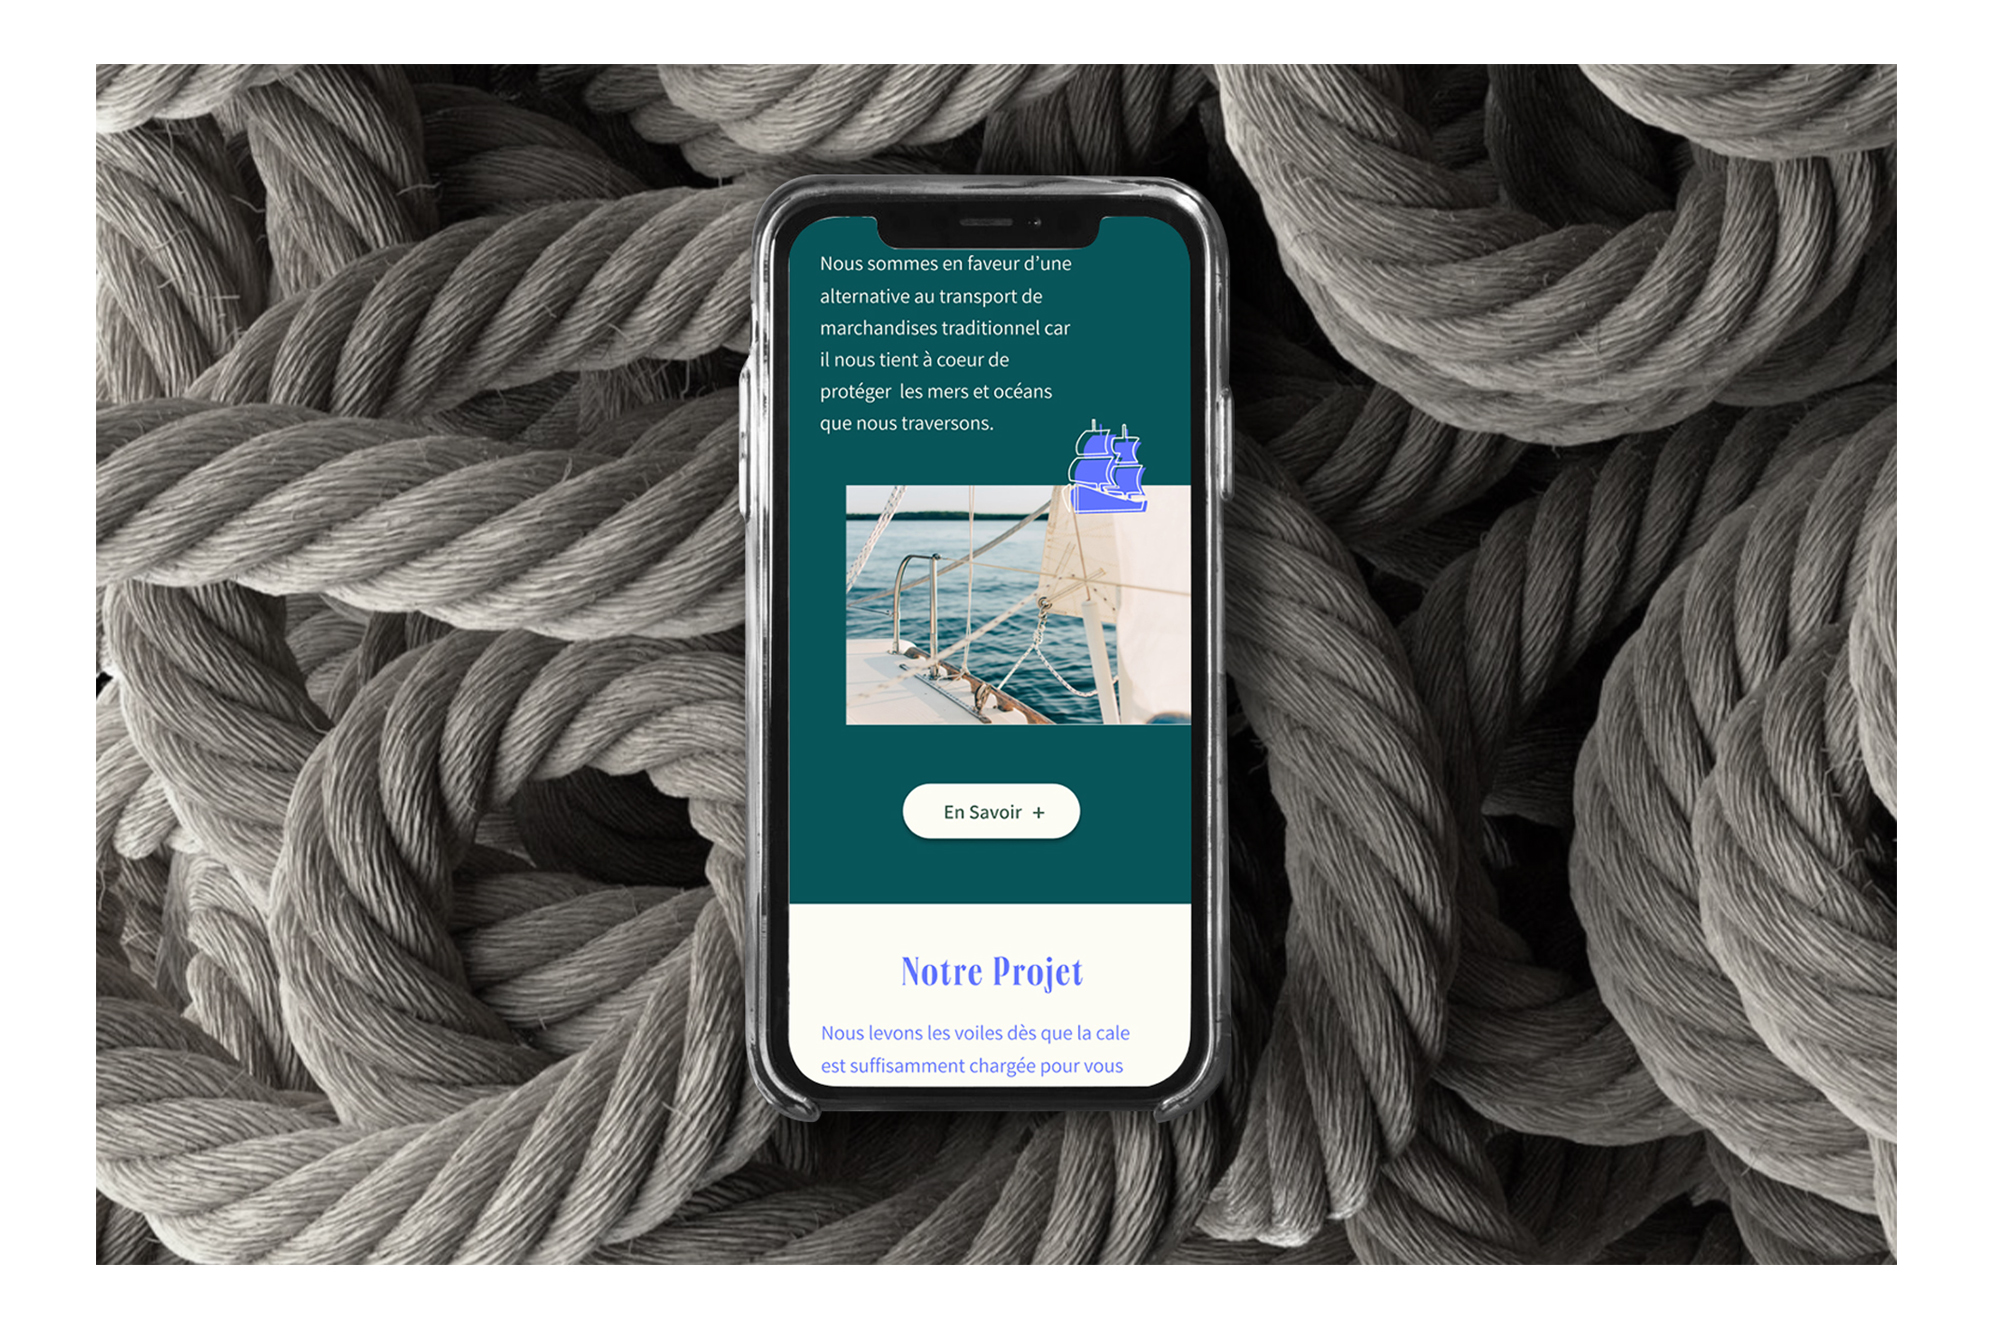 Nous sommes en faveur d’une
alternative au transport de
marchandises traditionnel car
il nous tient à coeur de
protéger  les mers et océans
que nous traversons.
En Savoir +
Notre Projet
Nous levons les voiles dès que la cale
est suffisamment chargée pour vous